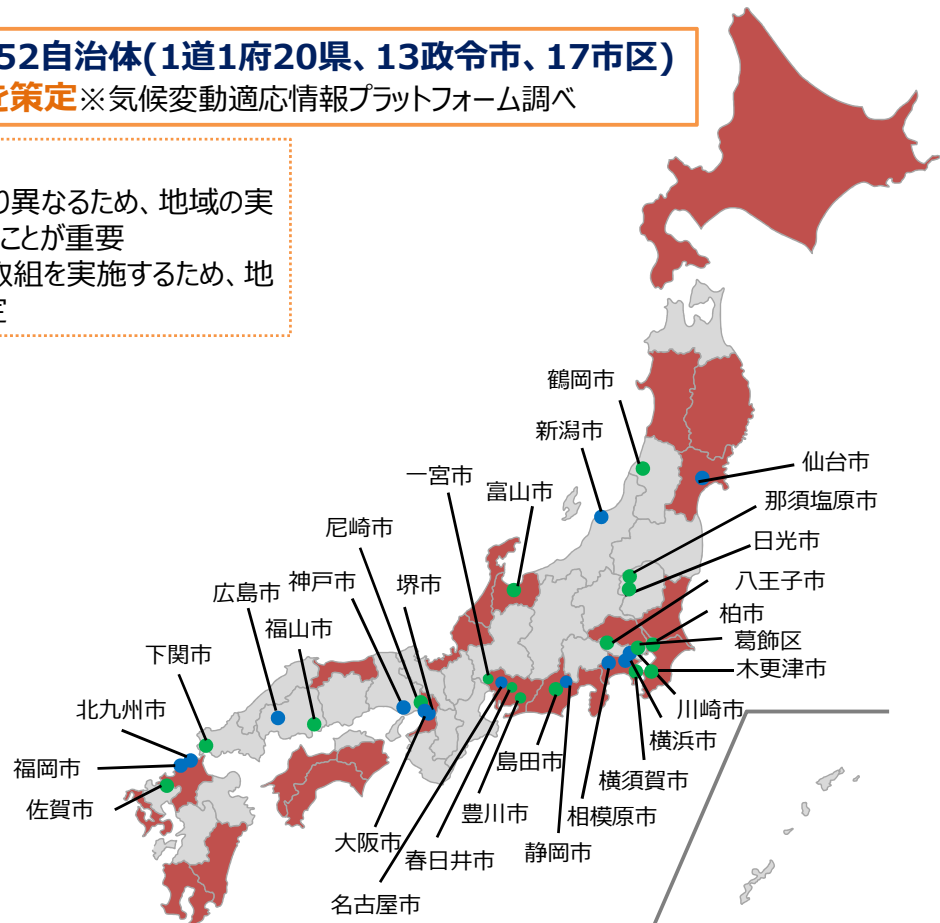 52自治体(1道1府20県、13政令市、17市区)
を策定※気候変動適応情報プラットフォーム調べ
り異なるため、地域の実
ことが重要
取組を実施するため、地
定
鶴岡市
新潟市
仙台市
一宮市
富山市
那須塩原市
尼崎市
日光市
神戸市
堺市
八王子市
広島市
柏市
福山市
葛飾区
下関市
木更津市
北九州市
川崎市
横浜市
福岡市
島田市
横須賀市
佐賀市
豊川市
相模原市
大阪市
静岡市
春日井市
名古屋市